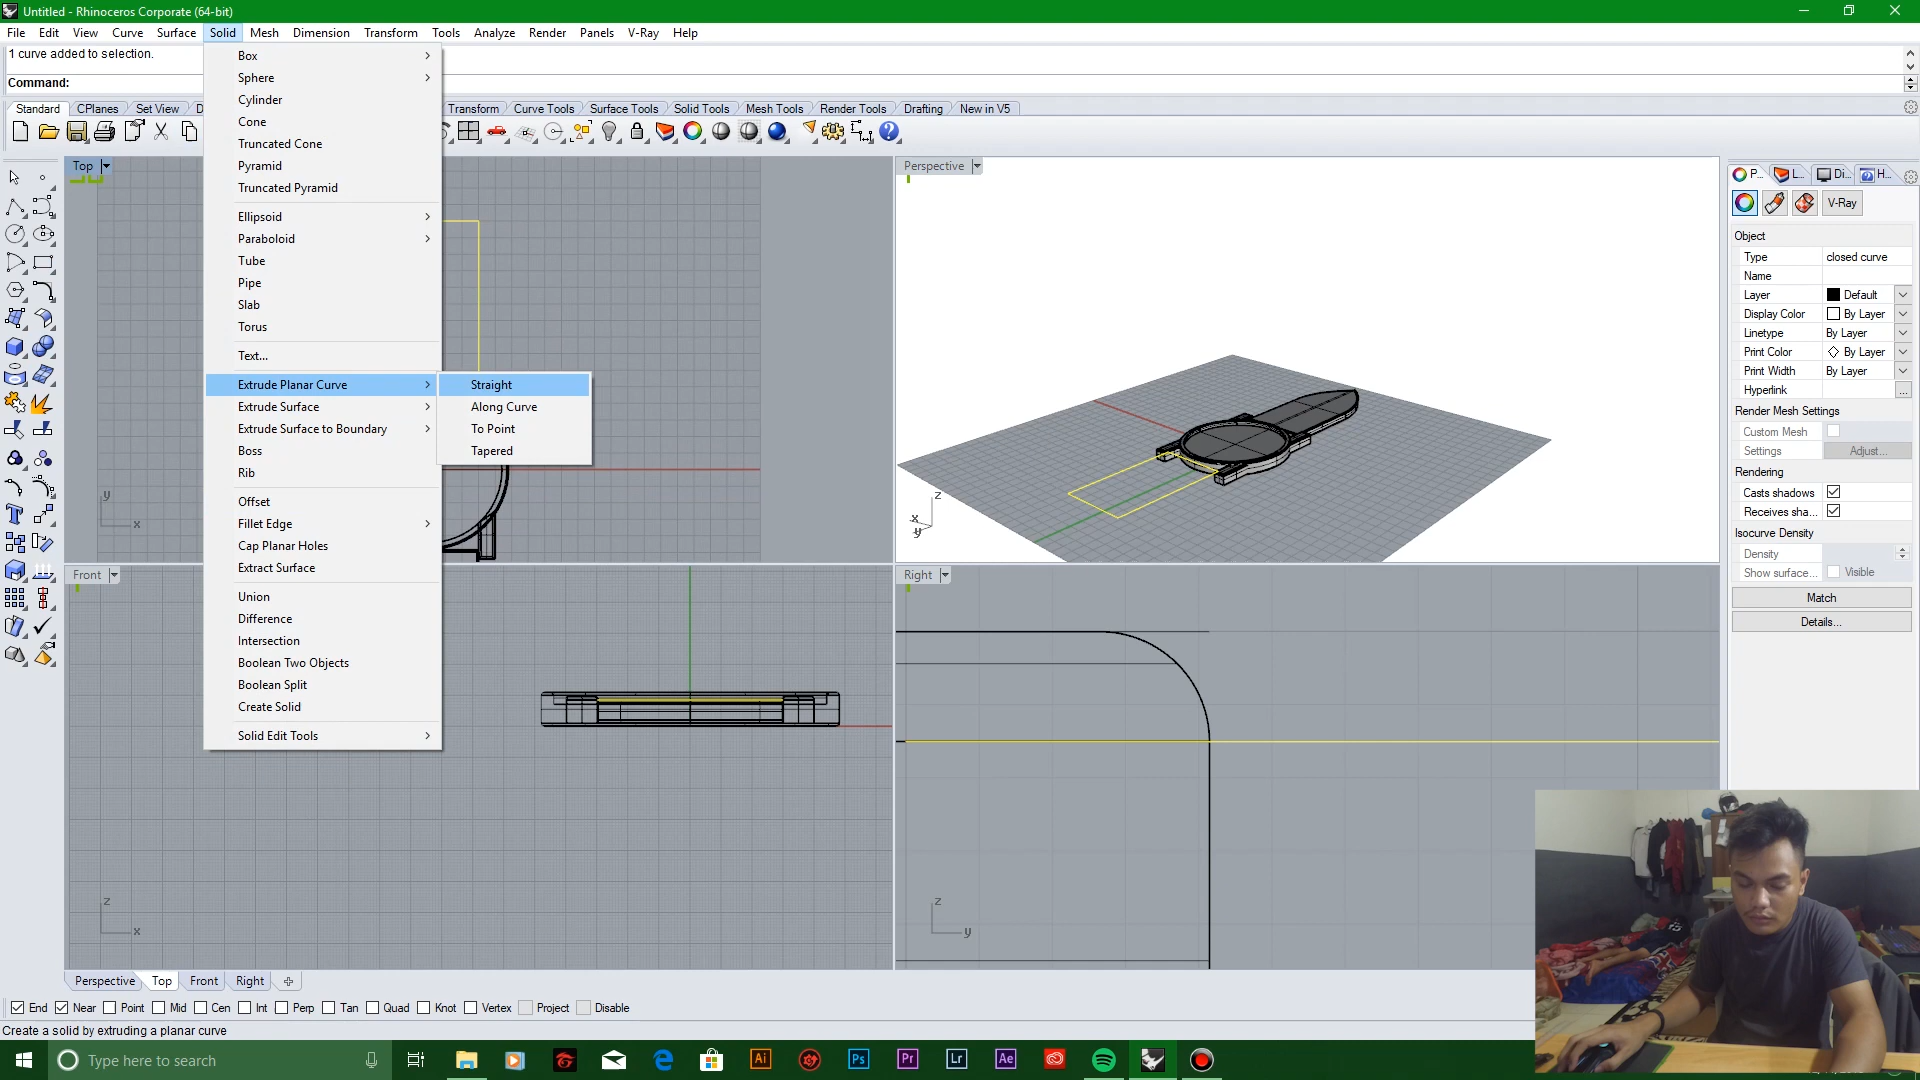 Untitled - Rhinoceros Corporate (64-bit)
File Edit View Curve Surface Solid Mesh Dimension Transform Tools Analyze Render Panels V-Ray Help
1 curve added to selection.
Command:
Standard CPlanes Set View D Transform Curve Tools Surface Tools Solid Tools Mesh Tools Render Tools Drafting New in V5
Box
Sphere
Cylinder
Cone
Truncated Cone
Pyramid
Truncated Pyramid
Ellipsoid
Paraboloid
Tube
Pipe
Slab
Torus
Text...
Extrude Planar Curve
Extrude Surface
Extrude Surface to Boundary
Boss
Rib
Offset
Fillet Edge
Cap Planar Holes
Extract Surface
Union
Difference
Intersection
Boolean Two Objects
Boolean Split
Create Solid
Solid Edit Tools
Straight
Along Curve
To Point
Tapered
Top
y
x
Perspective
z
x
y
Front
z
x
Right
z
y
P... L... Di... H...
V-Ray
Object
Type closed curve
Name
Layer Default
Display Color By Layer
Linetype By Layer
Print Color By Layer
Print Width By Layer
Hyperlink ...
Render Mesh Settings
Custom Mesh
Settings Adjust...
Rendering
Casts shadows
Receives sha...
Isocurve Density
Density
Show surface... Visible
Match
Details...
Perspective Top Front Right
End Near Point Mid Cen Int Perp Tan Quad Knot Vertex Project Disable
Create a solid by extruding a planar curve
Type here to search
Ai Ps Pr Lr Ae